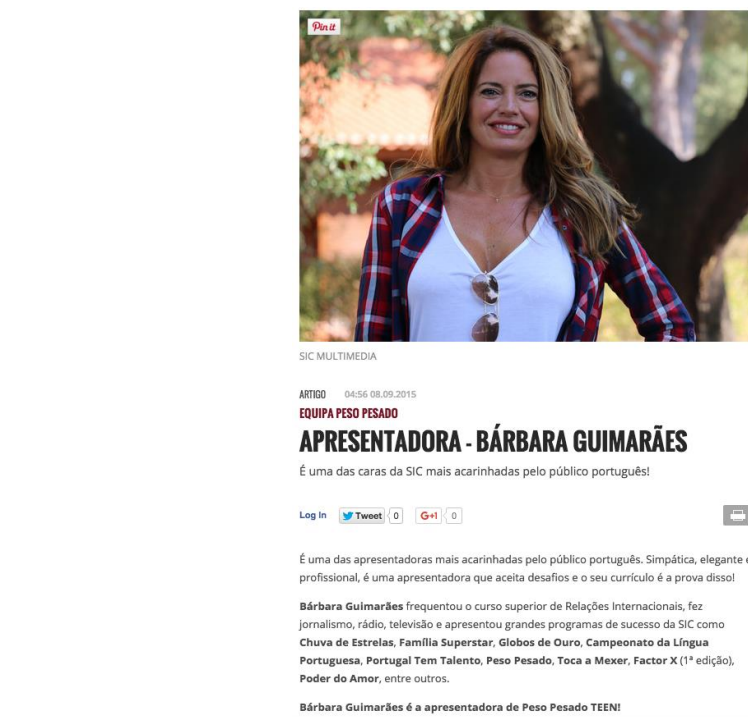 Pin it
SIC MULTIMEDIA
ARTIGO 04:56 08.09.2015
EQUIPA PESO PESADO
APRESENTADORA - BÁRBARA GUIMARÃES
É uma das caras da SIC mais acarinhadas pelo público português!
Log In Tweet 0 G+1 0
É uma das apresentadoras mais acarinhadas pelo público português. Simpática, elegante e
profissional, é uma apresentadora que aceita desafios e o seu currículo é a prova disso!
Bárbara Guimarães frequentou o curso superior de Relações Internacionais, fez
jornalismo, rádio, televisão e apresentou grandes programas de sucesso da SIC como
Chuva de Estrelas, Família Superstar, Globos de Ouro, Campeonato da Língua
Portuguesa, Portugal Tem Talento, Peso Pesado, Toca a Mexer, Factor X (1ª edição),
Poder do Amor, entre outros.
Bárbara Guimarães é a apresentadora de Peso Pesado TEEN!